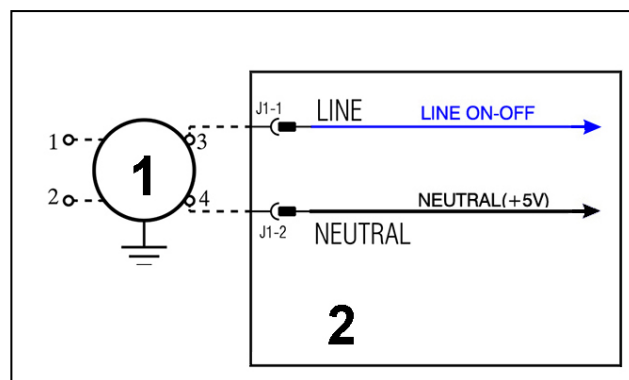 J1-1 LINE LINE ON-OFF
1 3
1
2 4
NEUTRAL(+5V)
J1-2 NEUTRAL
2